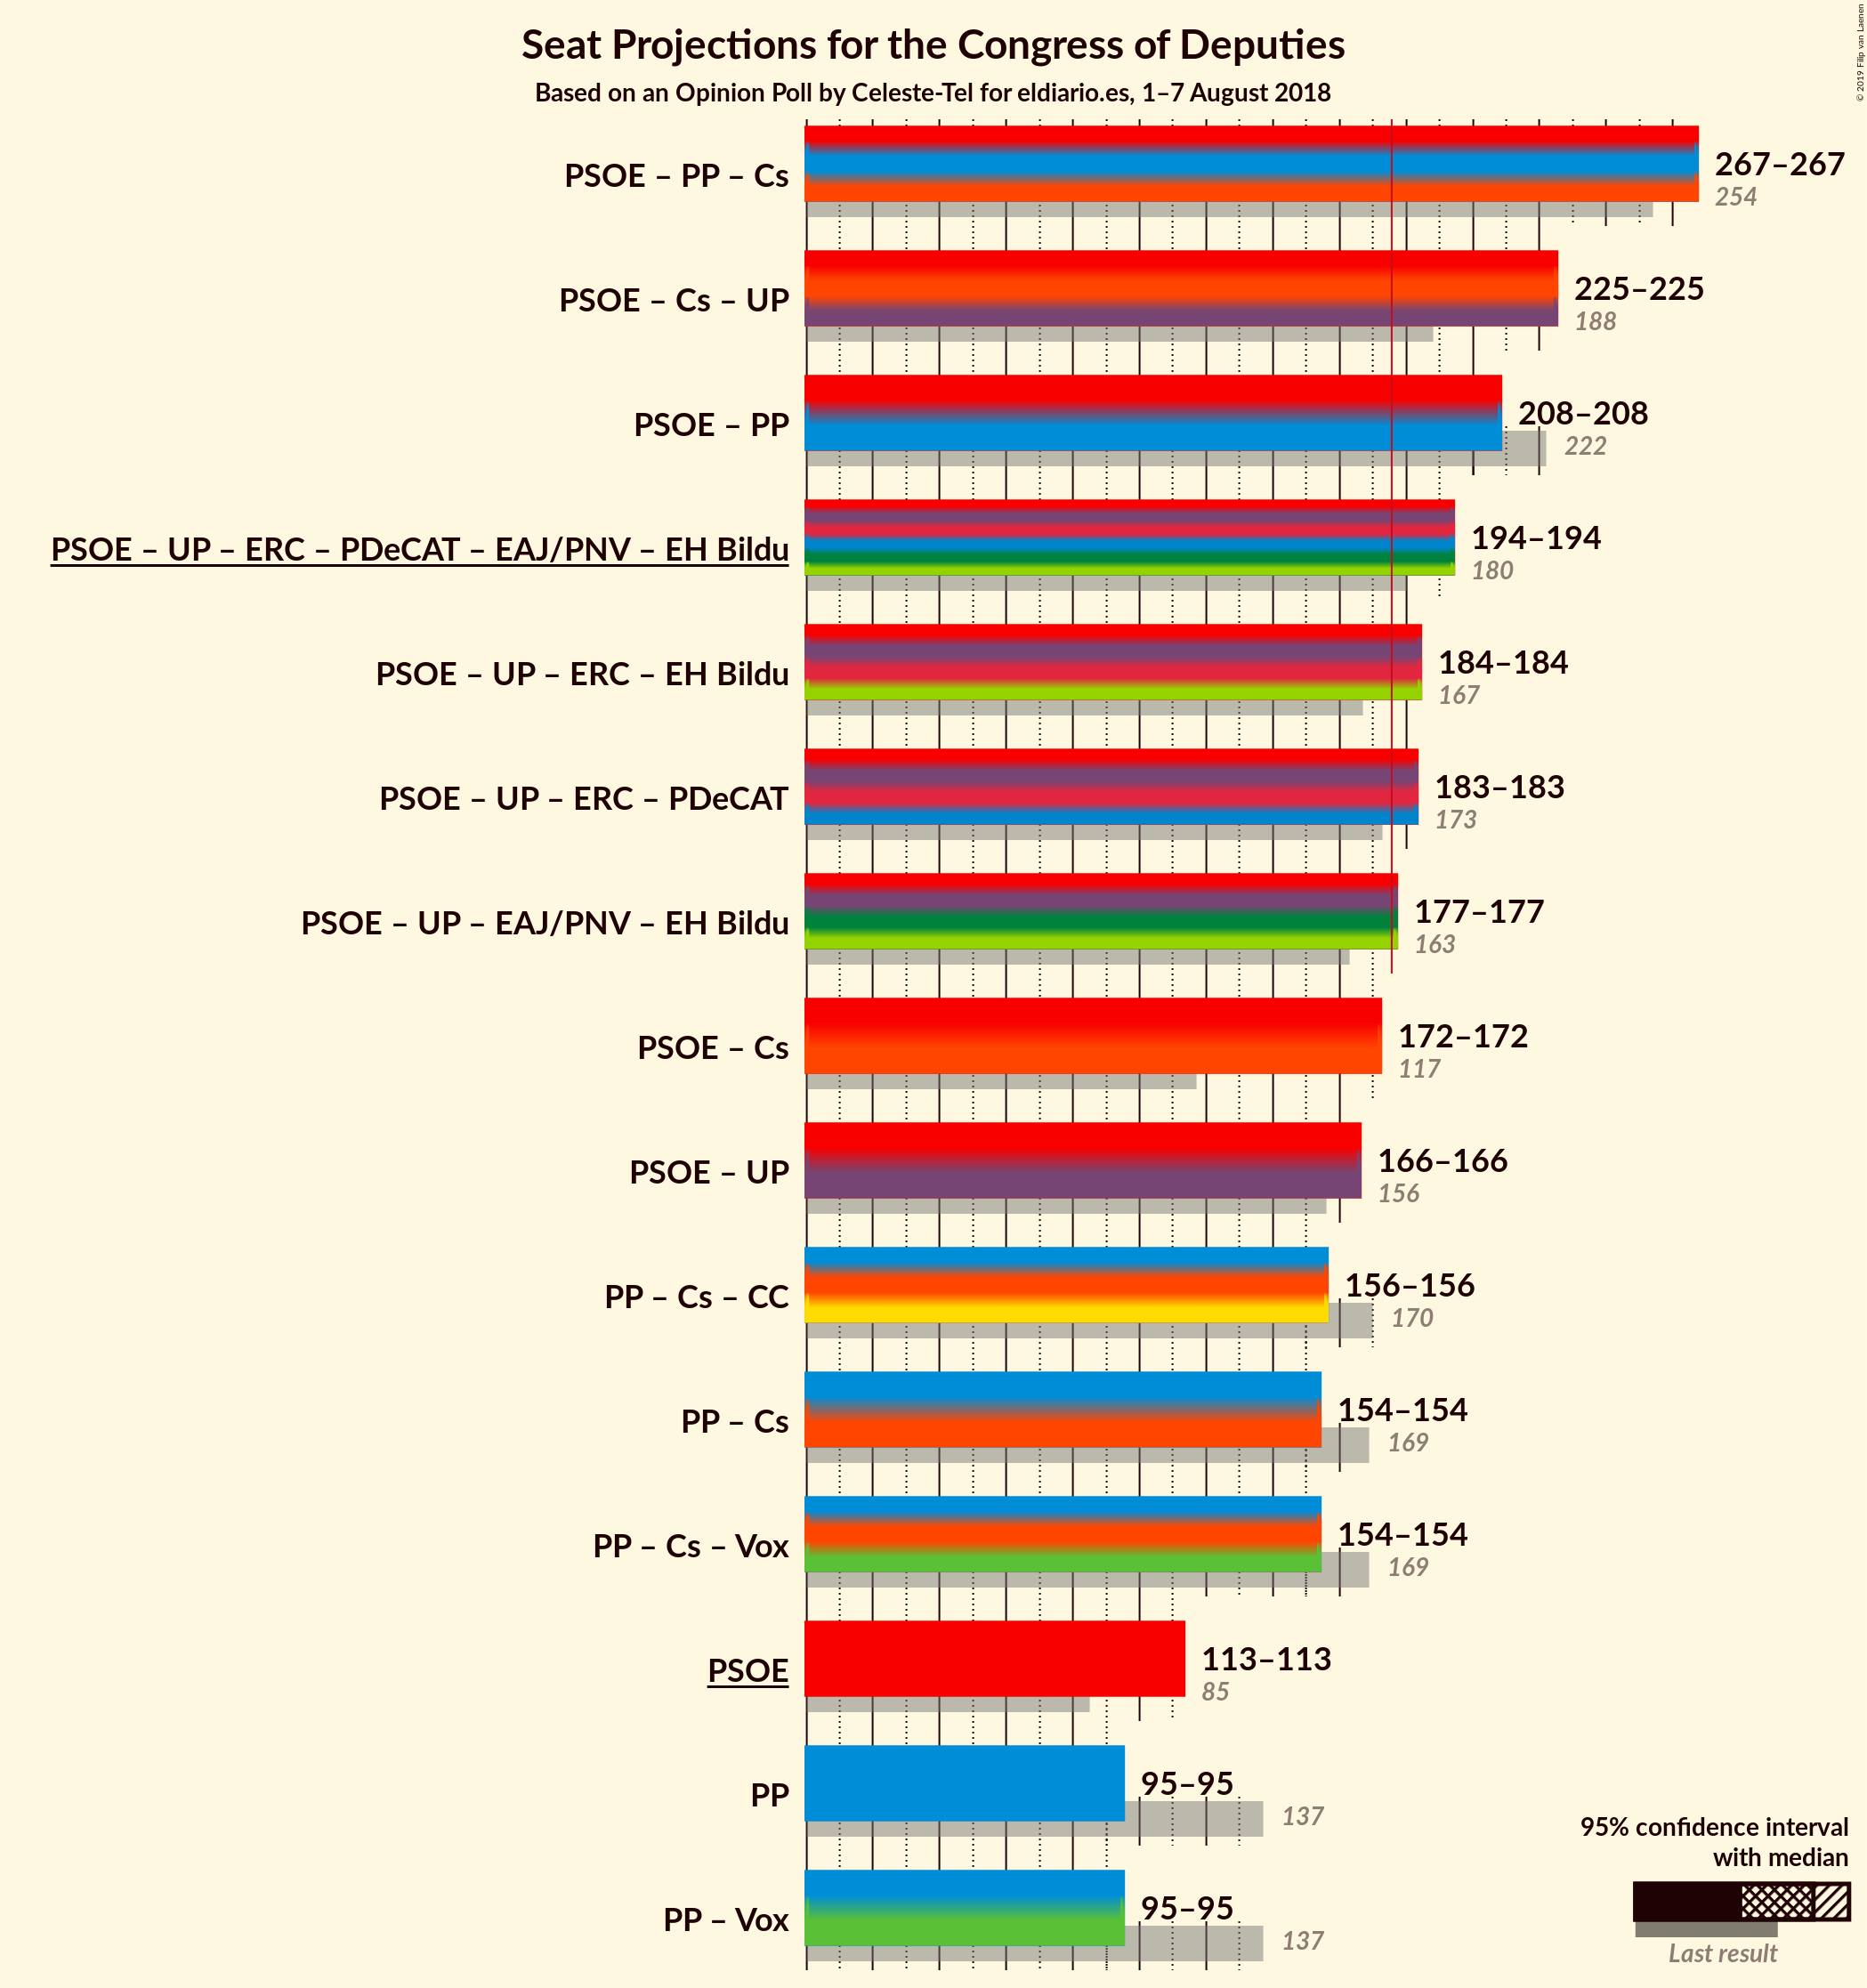 Seat Projections for the Congress of Deputies
Based on an Opinion Poll by Celeste-Tel for eldiario.es, 1–7 August 2018
© 2019 Filip van Laenen
PSOE – PP – Cs
267–267
254
PSOE – Cs – UP
225–225
188
PSOE – PP
208–208
222
PSOE – UP – ERC – PDeCAT – EAJ/PNV – EH Bildu
194–194
180
PSOE – UP – ERC – EH Bildu
184–184
167
PSOE – UP – ERC – PDeCAT
183–183
173
PSOE – UP – EAJ/PNV – EH Bildu
177–177
163
PSOE – Cs
172–172
117
PSOE – UP
166–166
156
PP – Cs – CC
156–156
170
PP – Cs
154–154
169
PP – Cs – Vox
154–154
169
PSOE
113–113
85
PP
95–95
137
PP – Vox
95–95
137
95% confidence interval
with median
Last result